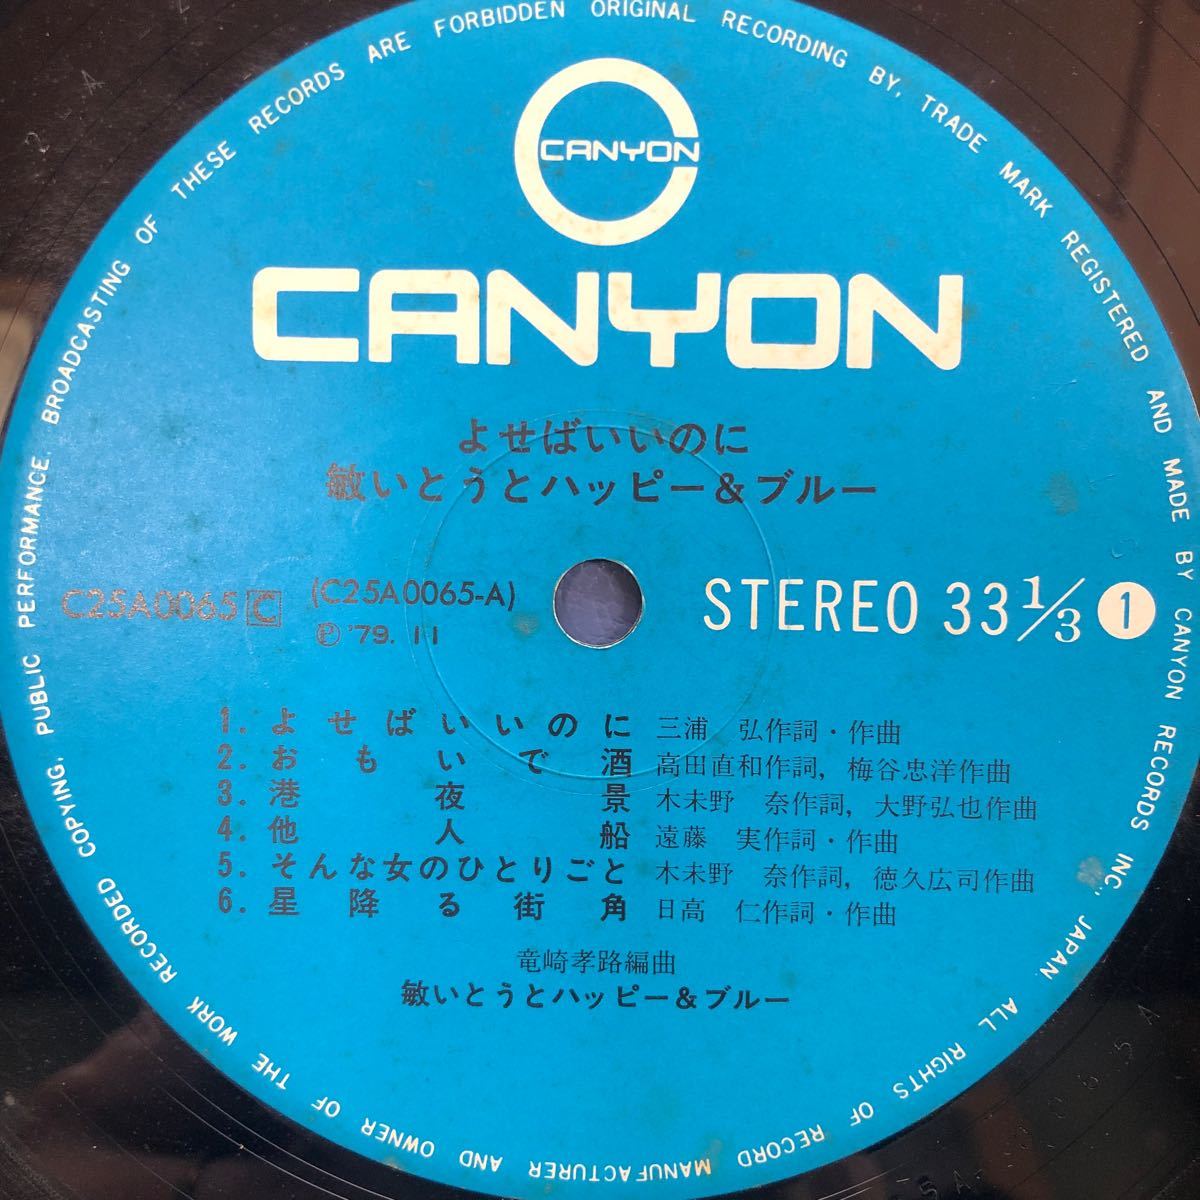 CANYON
CANYON
よせばいいのに
敏いとうとハッピー&ブルー
C25A0065 C
(C25A0065-A)
Ⓟ '79. 11
STEREO 33 1/3 1
1. よせばいいのに 三浦 弘作詞・作曲
2. おもいで酒 高田直和作詞, 梅谷忠洋作曲
3. 港夜景 木未野 奈作詞, 大野弘也作曲
4. 他人船 遠藤 実作詞・作曲
5. そんな女のひとりごと 木未野 奈作詞, 徳久広司作曲
6. 星降る街角 日高 仁作詞・作曲
竜崎孝路編曲
敏いとうとハッピー&ブルー
ORIGINAL RECORDING BY, TRADE MARK REGISTERED AND MADE BY CANYON RECORDS INC., JAPAN. ALL RIGHTS OF RECORD MANUFACTURER AND OWNER OF THE WORK RECORDED COPYING, PUBLIC PERFORMANCE, BROADCASTING OF THESE RECORDS ARE FORBIDDEN